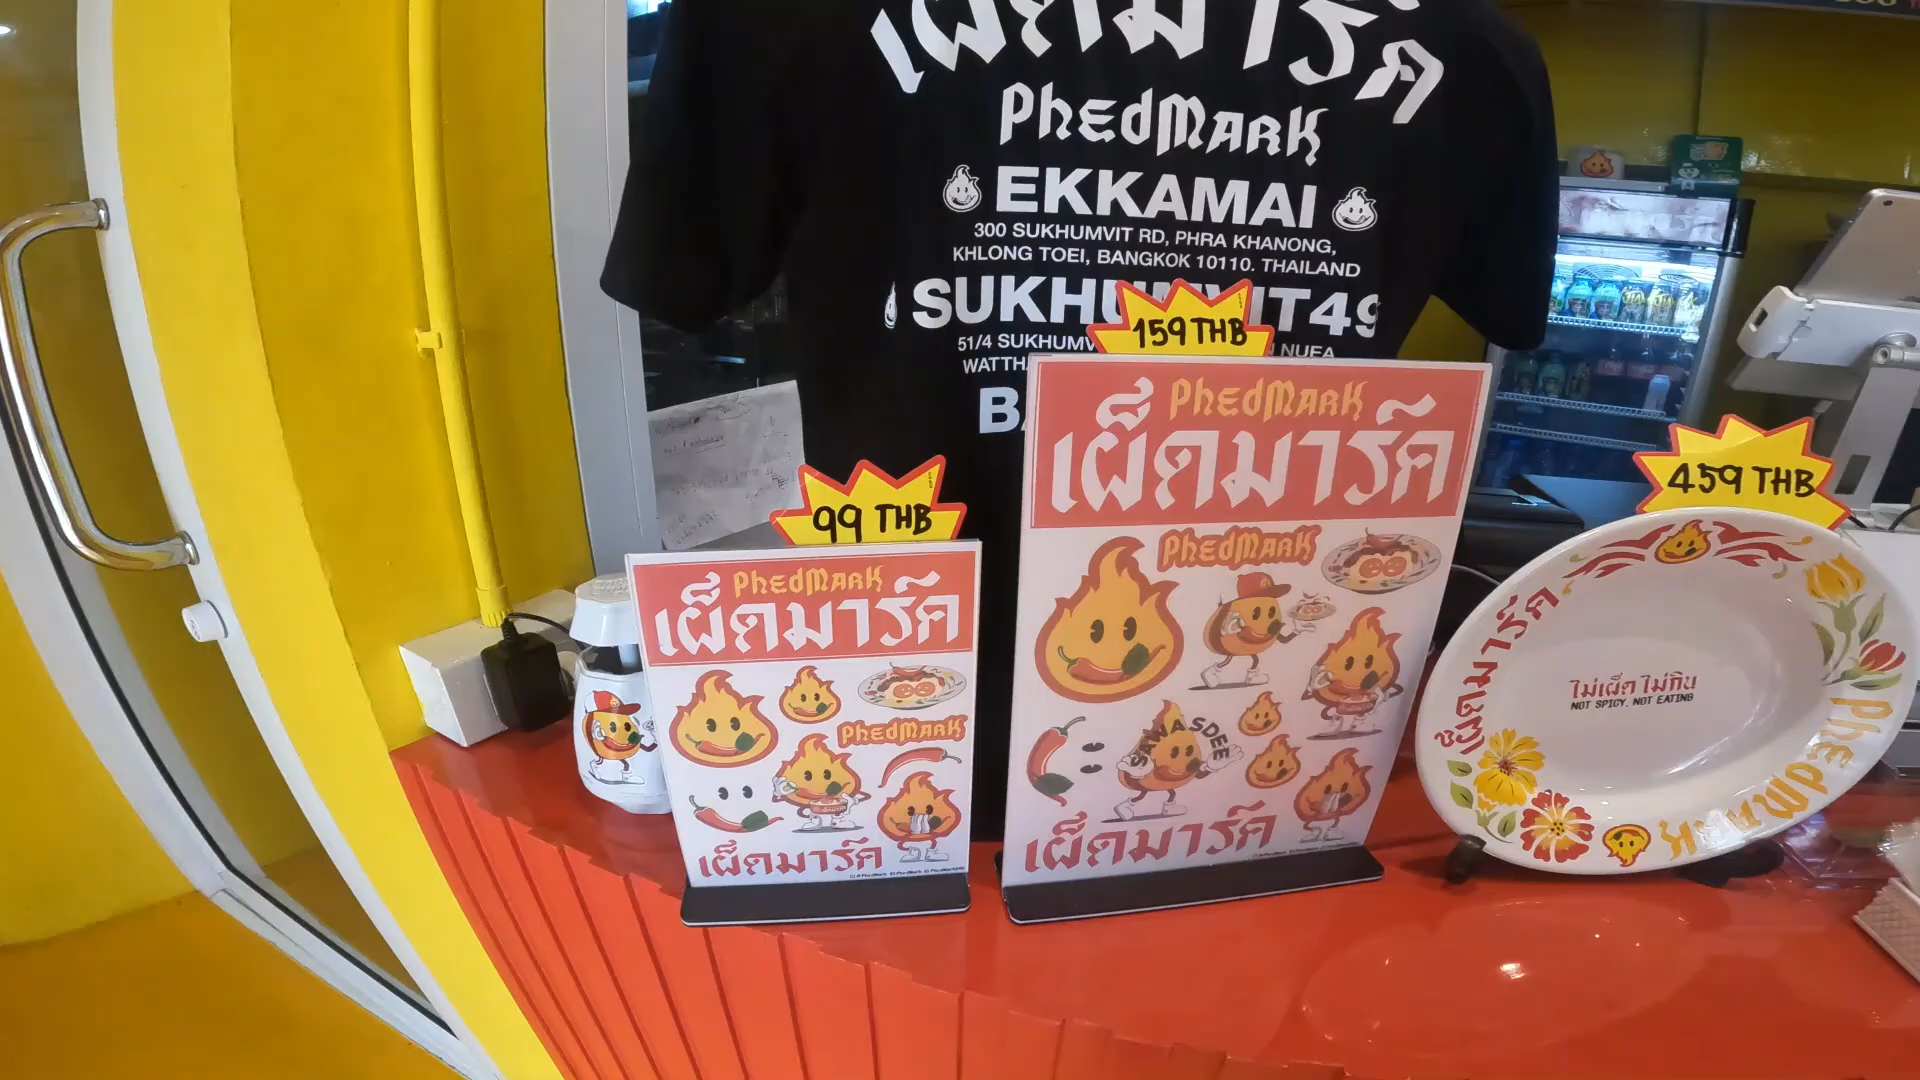 เผ็ดมาร์ค
PhedMark
EKKAMAI
300 SUKHUMVIT RD, PHRA KHANONG,
KHLONG TOEI, BANGKOK 10110. THAILAND
SUKHUMVIT49
51/4 SUKHUMV
NUEA
WATTH
159 THB
PhedMark
เผ็ดมาร์ค
PhedMark
SAWASDEE
เผ็ดมาร์ค
99 THB
PhedMark
เผ็ดมาร์ค
PhedMark
เผ็ดมาร์ค
459 THB
เผ็ดมาร์ค
ไม่เผ็ด ไม่กิน
NOT SPICY. NOT EATING
PhedMark